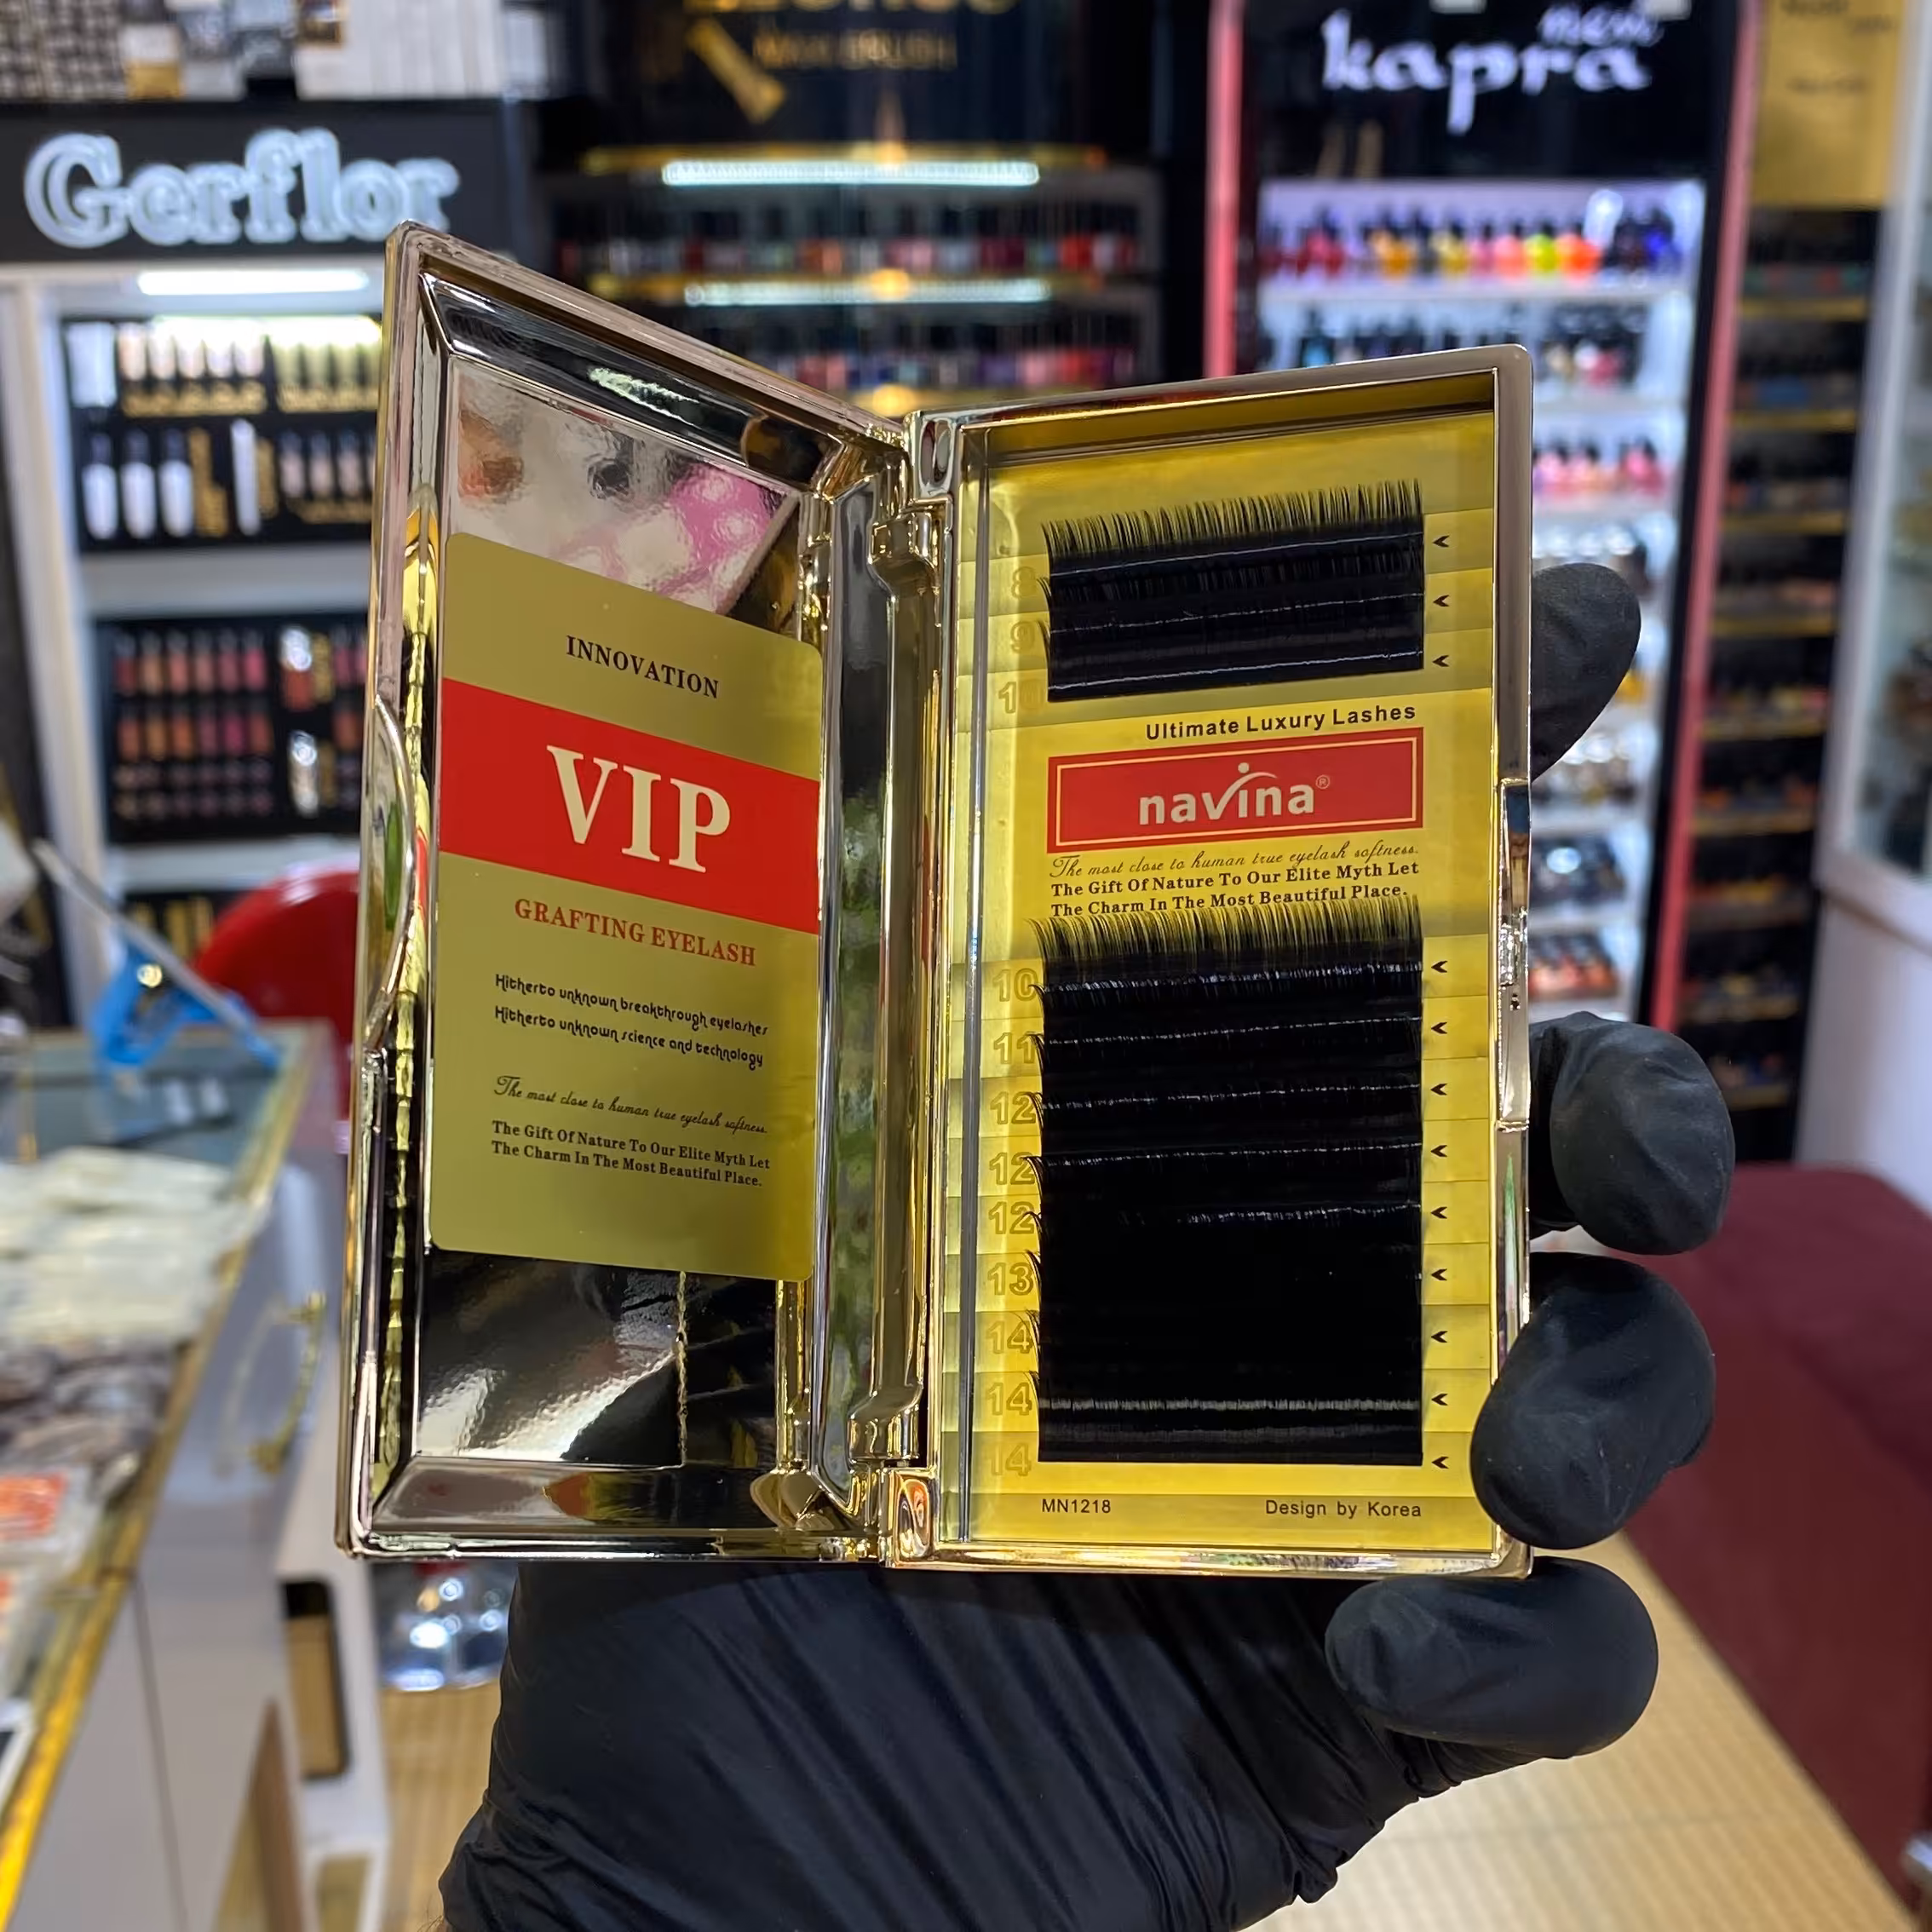 Gerflor
new
kapra
INNOVATION
VIP
GRAFTING EYELASH
Hitherto unknown breakthrough eyelashes
Hitherto unknown science and technology
The most close to human true eyelash softness.
The Gift Of Nature To Our Elite Myth Let
The Charm In The Most Beautiful Place.
8
9
10
Ultimate Luxury Lashes
navina®
The most close to human true eyelash softness.
The Gift Of Nature To Our Elite Myth Let
The Charm In The Most Beautiful Place.
10
11
12
12
12
13
14
14
14
MN1218 Design by Korea